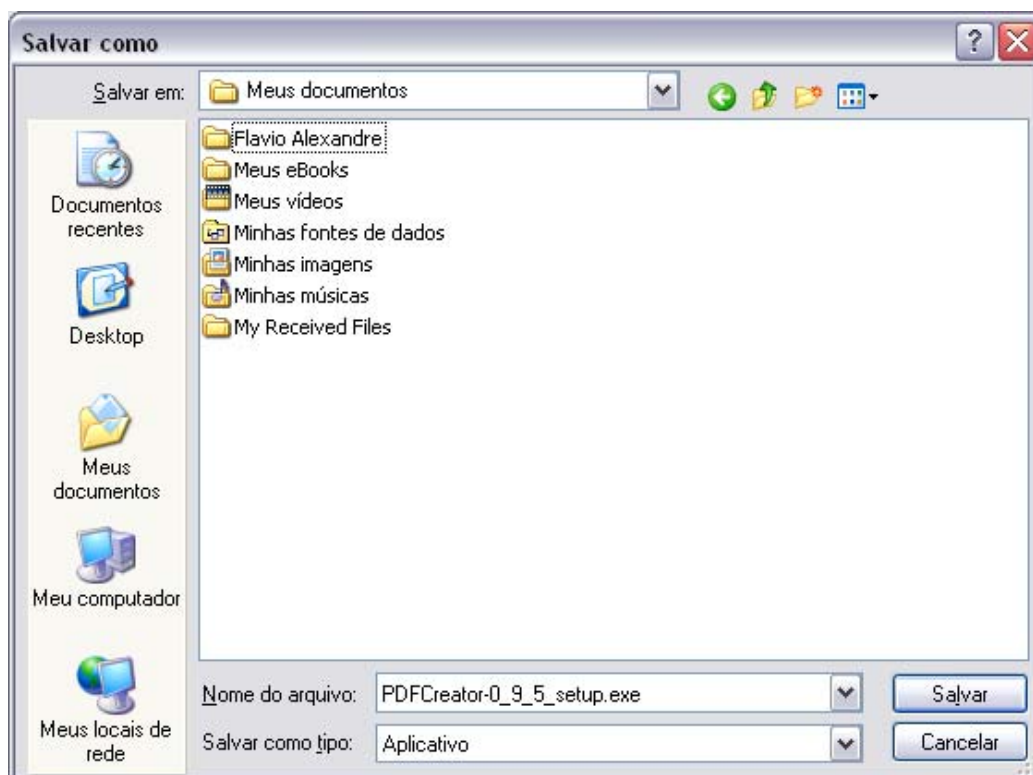 Salvar como
Salvar em:
Meus documentos
Documentos
recentes
Desktop
Meus
documentos
Meu computador
Meus locais de
rede
Flavio Alexandre
Meus eBooks
Meus vídeos
Minhas fontes de dados
Minhas imagens
Minhas músicas
My Received Files
Nome do arquivo:
PDFCreator-0_9_5_setup.exe
Salvar
Salvar como tipo:
Aplicativo
Cancelar